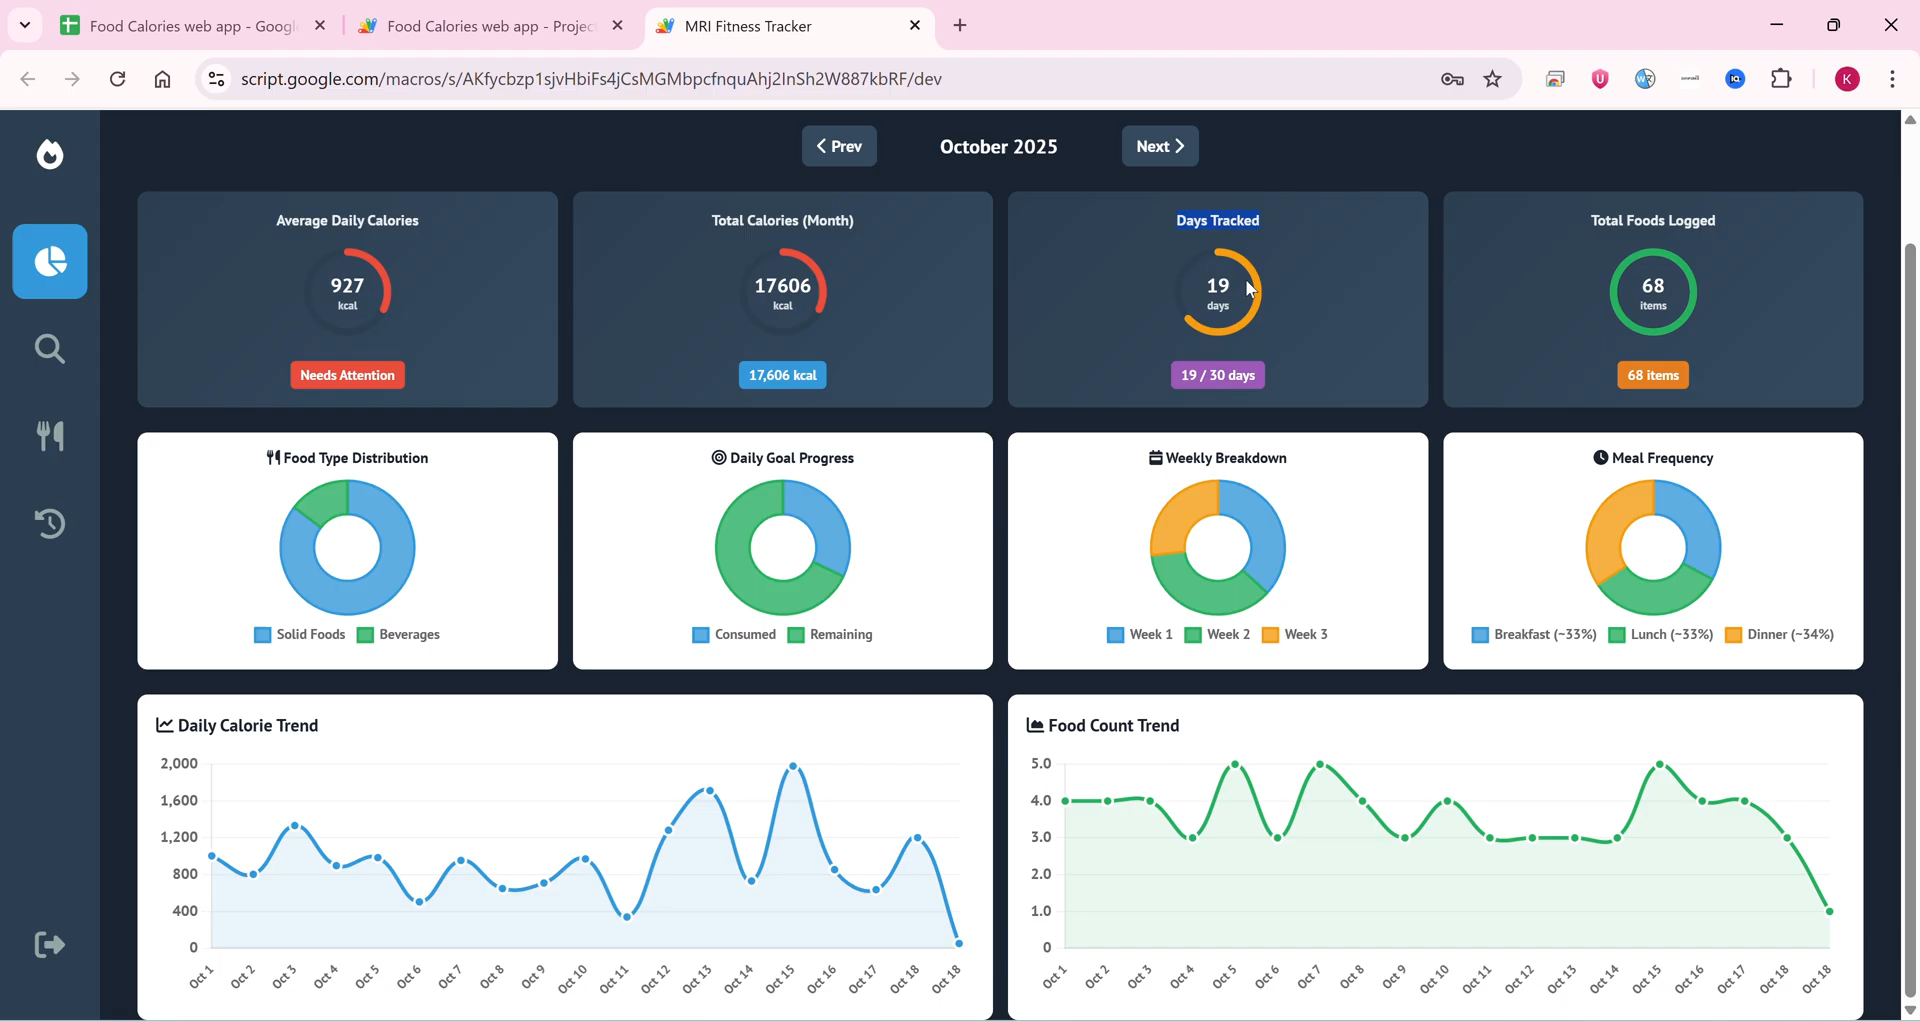 Food Calories web app - Googl
Food Calories web app - Projec
MRI Fitness Tracker
script.google.com/macros/s/AKfycbzp1sjvHbiFs4jCsMGMbpcfnquAhj2InSh2W887kbRF/dev
K
Prev
October 2025
Next
Average Daily Calories
927
kcal
Needs Attention
Total Calories (Month)
17606
kcal
17,606 kcal
Days Tracked
19
days
19 / 30 days
Total Foods Logged
68
items
68 items
Food Type Distribution
Solid Foods Beverages
Daily Goal Progress
Consumed Remaining
Weekly Breakdown
Week 1 Week 2 Week 3
Meal Frequency
Breakfast (~33%) Lunch (~33%) Dinner (~34%)
Daily Calorie Trend
2,000
1,600
1,200
800
400
0
Oct 1 Oct 2 Oct 3 Oct 4 Oct 5 Oct 6 Oct 7 Oct 8 Oct 9 Oct 10 Oct 11 Oct 12 Oct 13 Oct 14 Oct 15 Oct 16 Oct 17 Oct 18 Oct 18
Food Count Trend
5.0
4.0
3.0
2.0
1.0
0
Oct 1 Oct 2 Oct 3 Oct 4 Oct 5 Oct 6 Oct 7 Oct 8 Oct 9 Oct 10 Oct 11 Oct 12 Oct 13 Oct 14 Oct 15 Oct 16 Oct 17 Oct 18 Oct 18